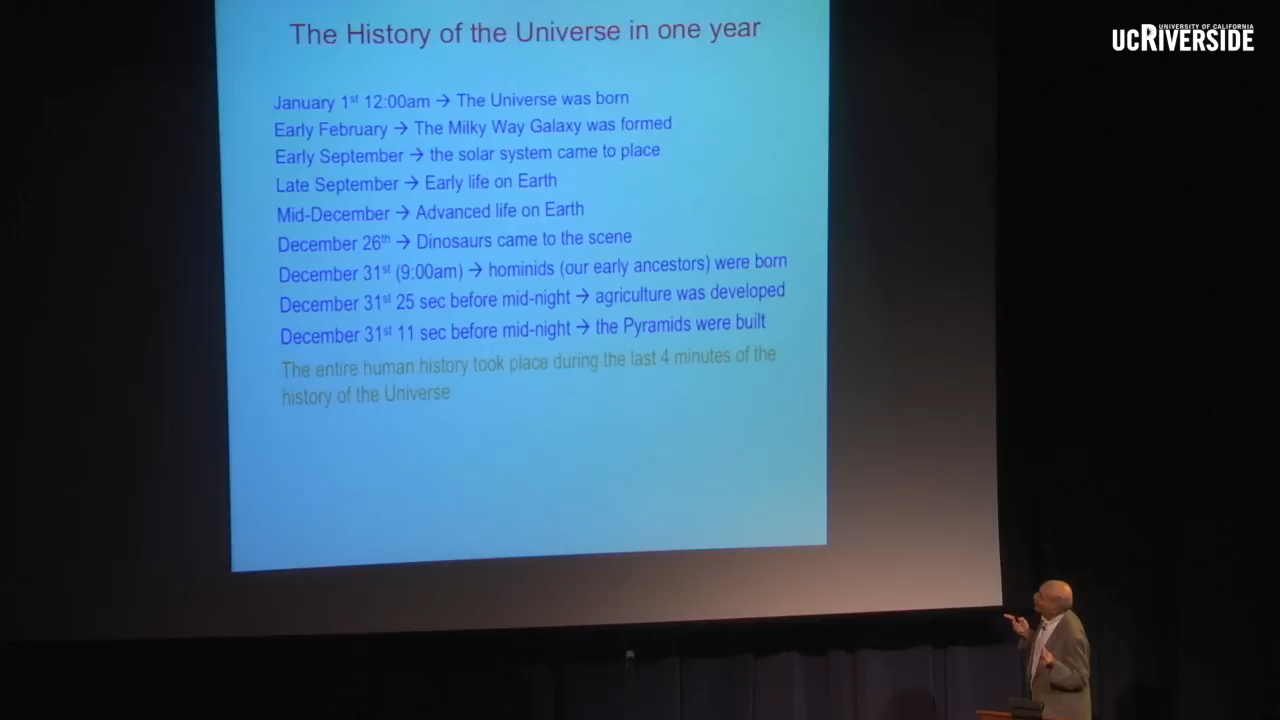 The History of the Universe in one year
UNIVERSITY OF CALIFORNIA
UCRIVERSIDE
January 1st 12:00am → The Universe was born
Early February → The Milky Way Galaxy was formed
Early September → the solar system came to place
Late September → Early life on Earth
Mid-December → Advanced life on Earth
December 26th → Dinosaurs came to the scene
December 31st (9:00am) → hominids (our early ancestors) were born
December 31st 25 sec before mid-night → agriculture was developed
December 31st 11 sec before mid-night → the Pyramids were built
The entire human history took place during the last 4 minutes of the
history of the Universe